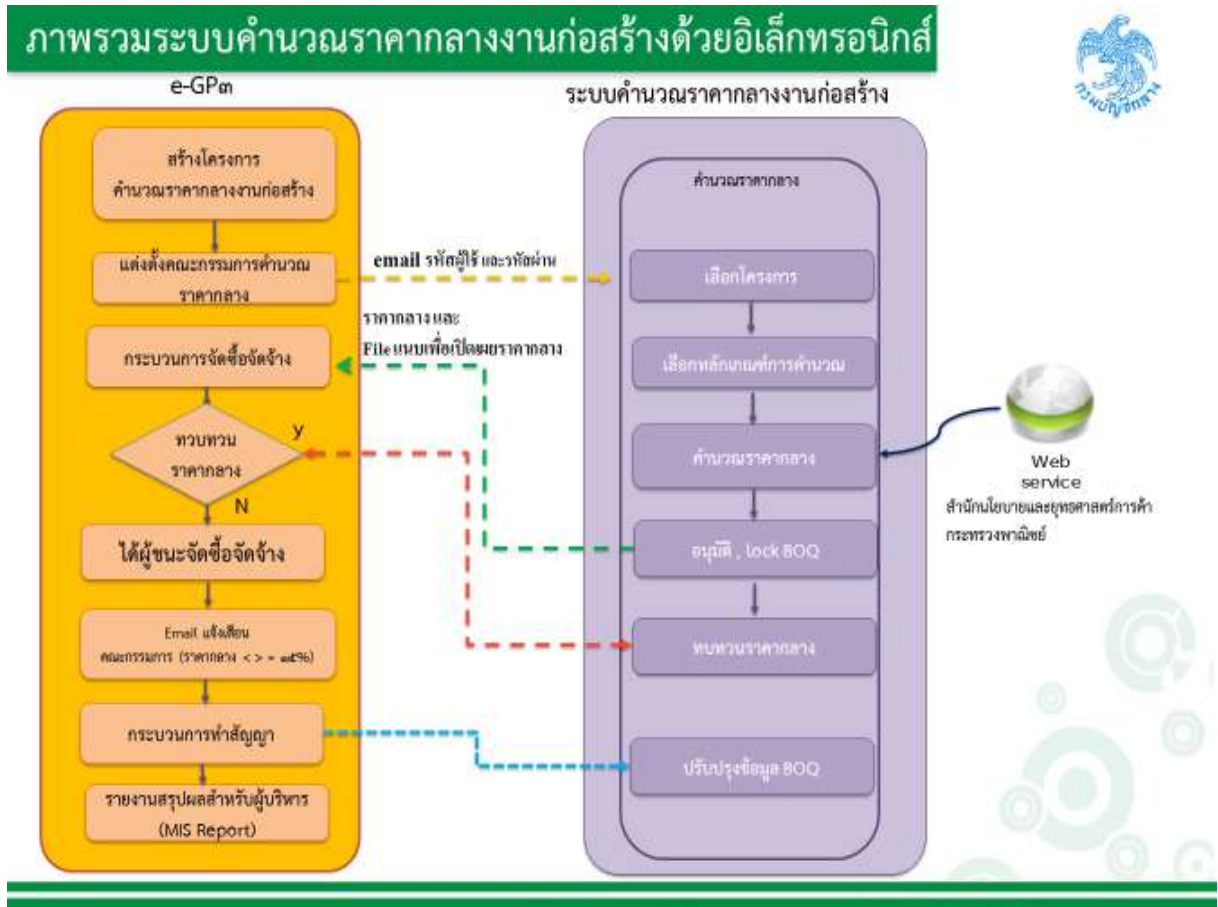 ภาพรวมระบบคำนวณราคากลางงานก่อสร้างด้วยอิเล็กทรอนิกส์
กรมบัญชีกลาง
e-GP๓
สร้างโครงการ
คำนวณราคากลางงานก่อสร้าง
แต่งตั้งคณะกรรมการคำนวณ
ราคากลาง
กระบวนการจัดซื้อจัดจ้าง
ทวบทวน
ราคากลาง
y
N
ได้ผู้ชนะจัดซื้อจัดจ้าง
Email แจ้งเตือน
คณะกรรมการ (ราคากลาง < > = ๑๕%)
กระบวนการทำสัญญา
รายงานสรุปผลสำหรับผู้บริหาร
(MIS Report)
email รหัสผู้ใช้ และรหัสผ่าน
ราคากลาง และ
File แนบเพื่อเปิดเผยราคากลาง
ระบบคำนวณราคากลางงานก่อสร้าง
คำนวณราคากลาง
เลือกโครงการ
เลือกหลักเกณฑ์การคำนวณ
คำนวณราคากลาง
อนุมัติ , lock BOQ
ทบทวนราคากลาง
ปรับปรุงข้อมูล BOQ
Web
service
สำนักนโยบายและยุทธศาสตร์การค้า
กระทรวงพาณิชย์